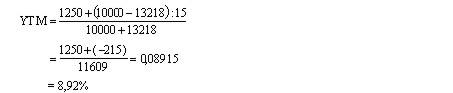 YTM = 1250 + (10000 − 13218) : 15
10000 + 13218
= 1250 + ( −215)
11609
= 0,08915
= 8,92%